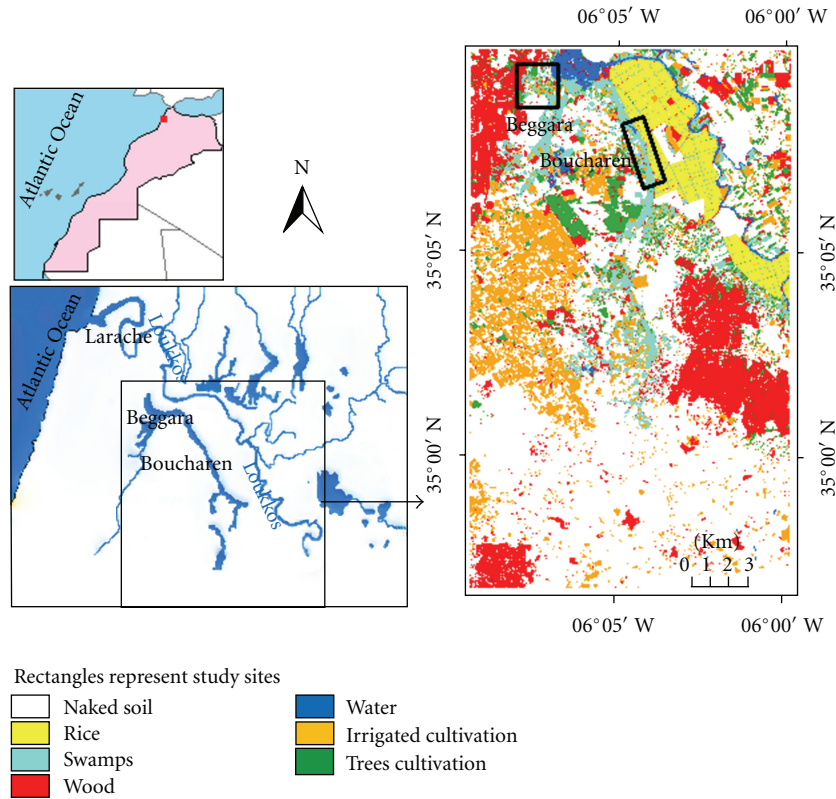 06° 05′ W
06° 00′ W
Atlantic Ocean
N
Beggara
Boucharen
35° 05′ N
35° 05′ N
Atlantic Ocean
Larache
Loukkos
Beggara
Boucharen
Loukkos
35° 00′ N
35° 00′ N
(Km)
0 1 2 3
06° 05′ W
06° 00′ W
Rectangles represent study sites
Naked soil
Rice
Swamps
Wood
Water
Irrigated cultivation
Trees cultivation